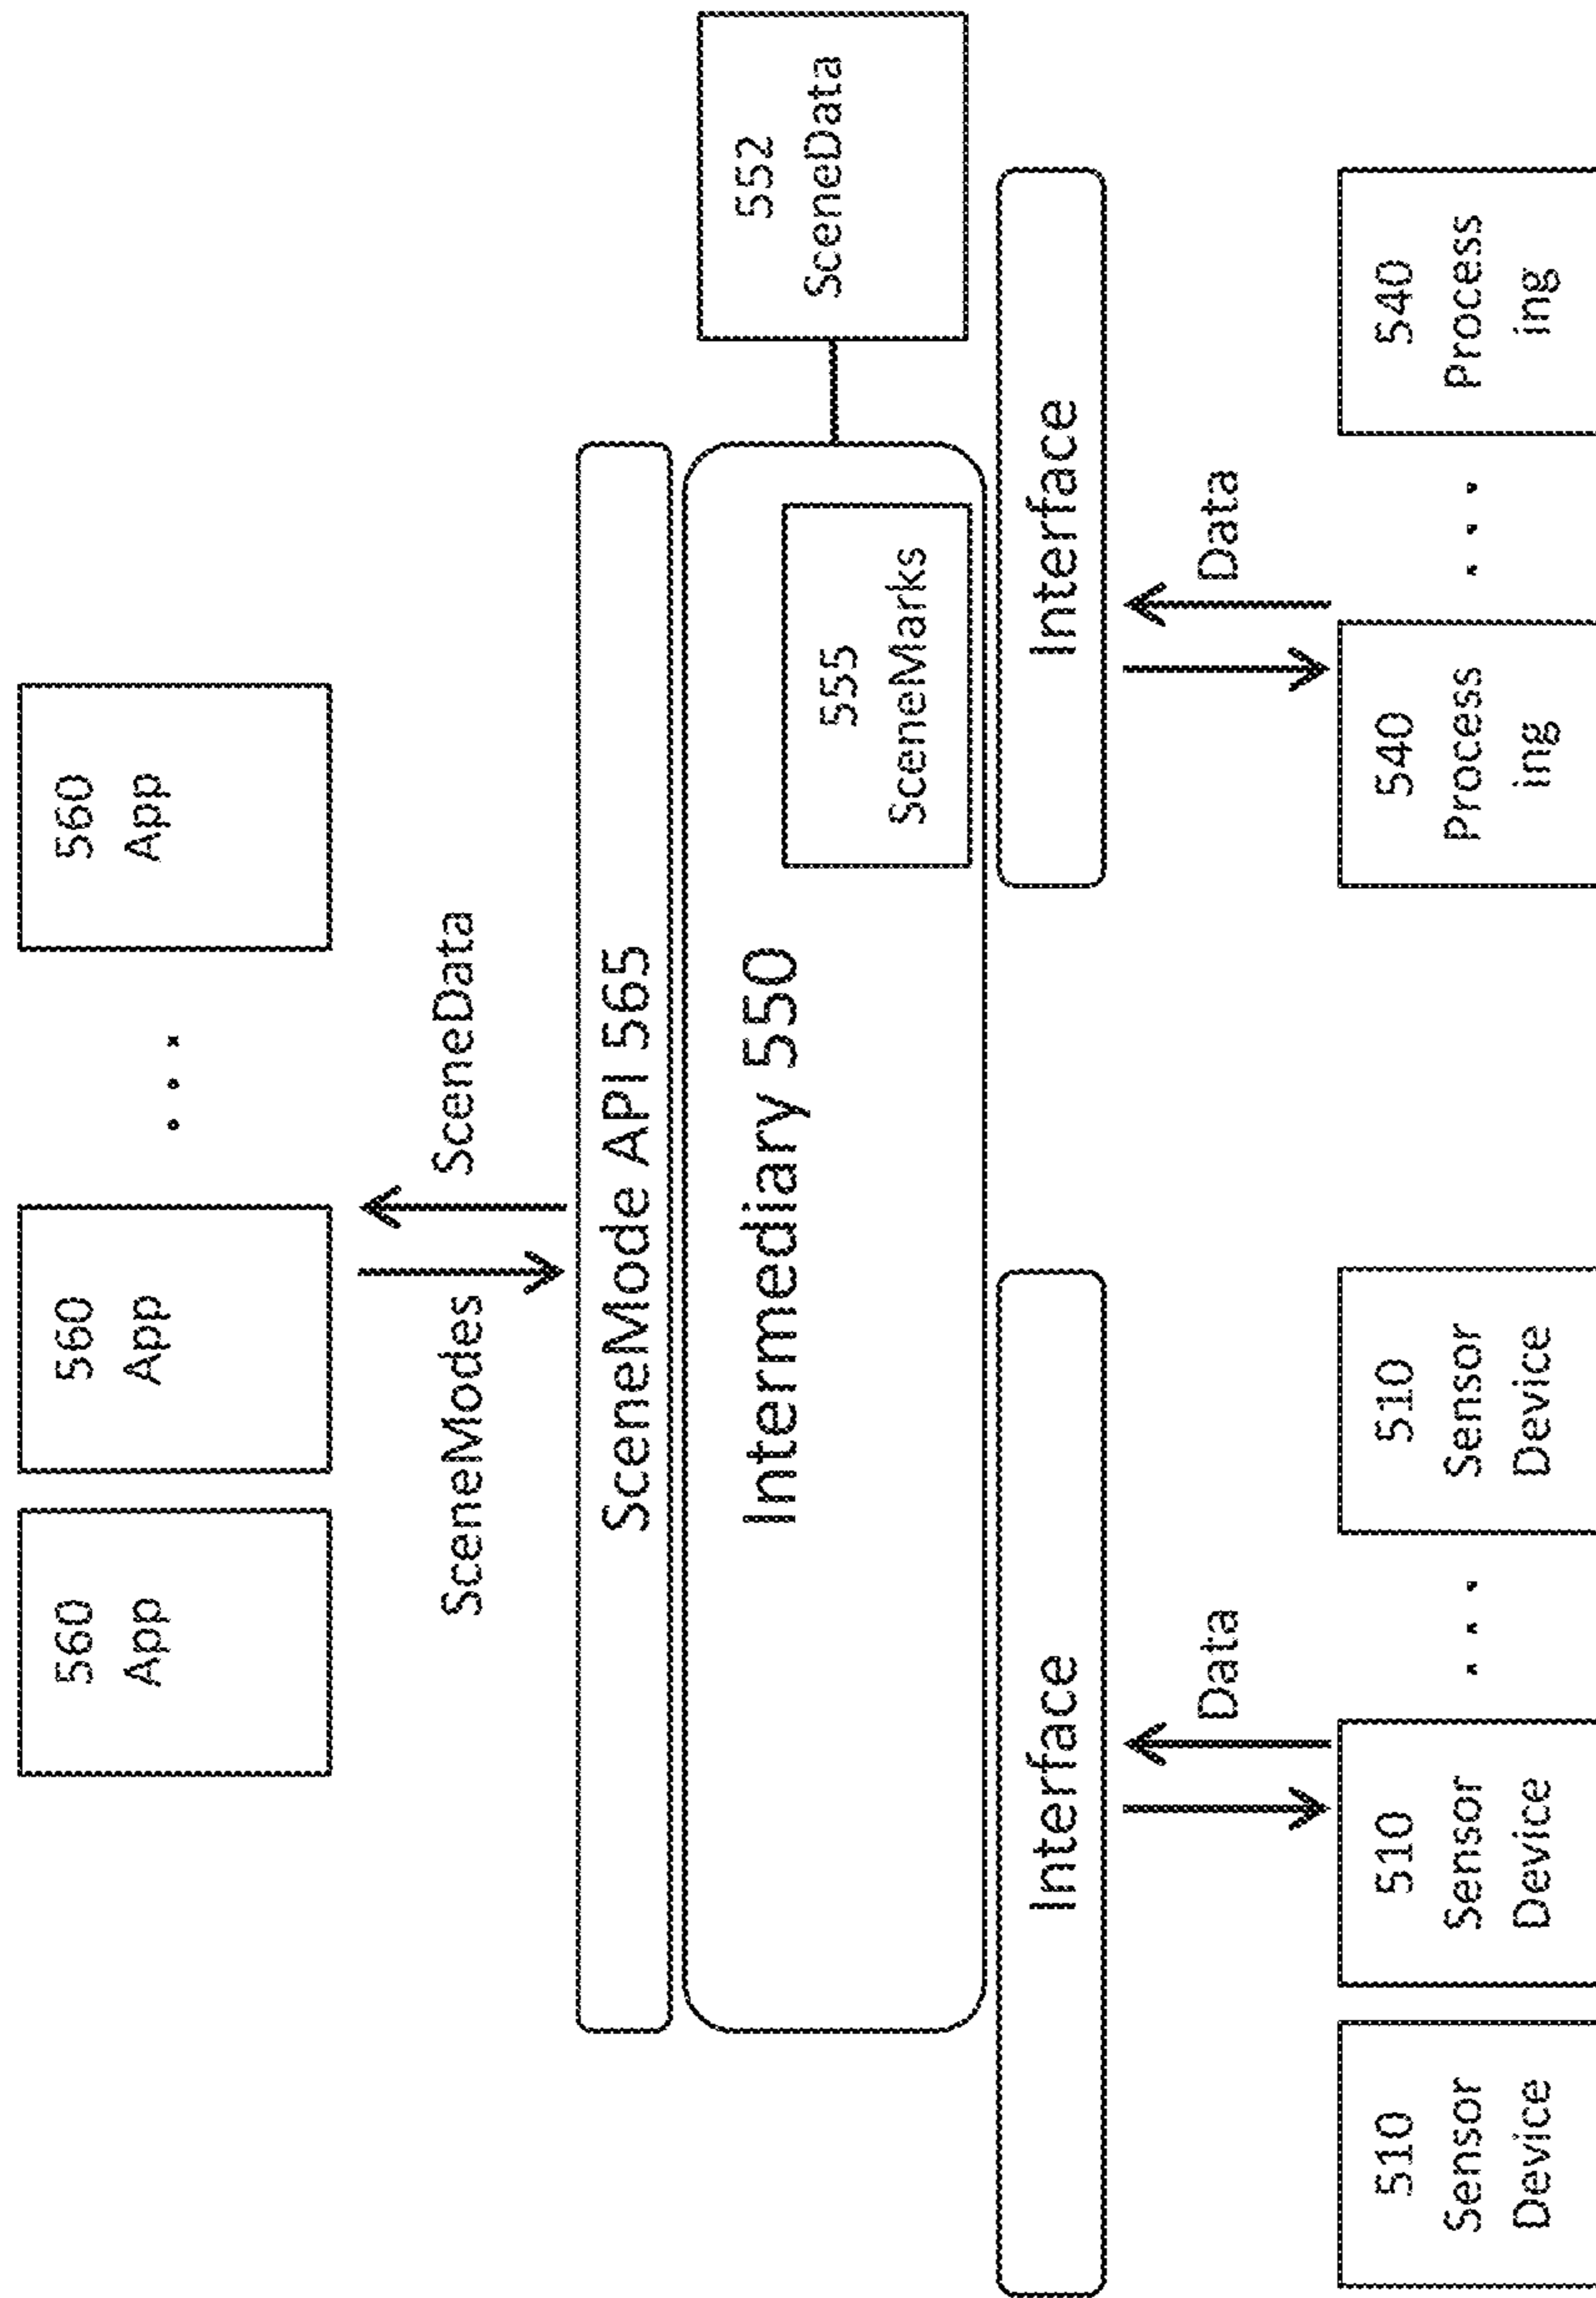 560
App
560
App
. . .
560
App
SceneModes
SceneData
SceneMode API 565
Intermediary 550
555
SceneMarks
552
SceneData
Interface
Interface
Data
Data
510
Sensor
Device
510
Sensor
Device
. . .
510
Sensor
Device
540
Process
ing
. . .
540
Process
ing